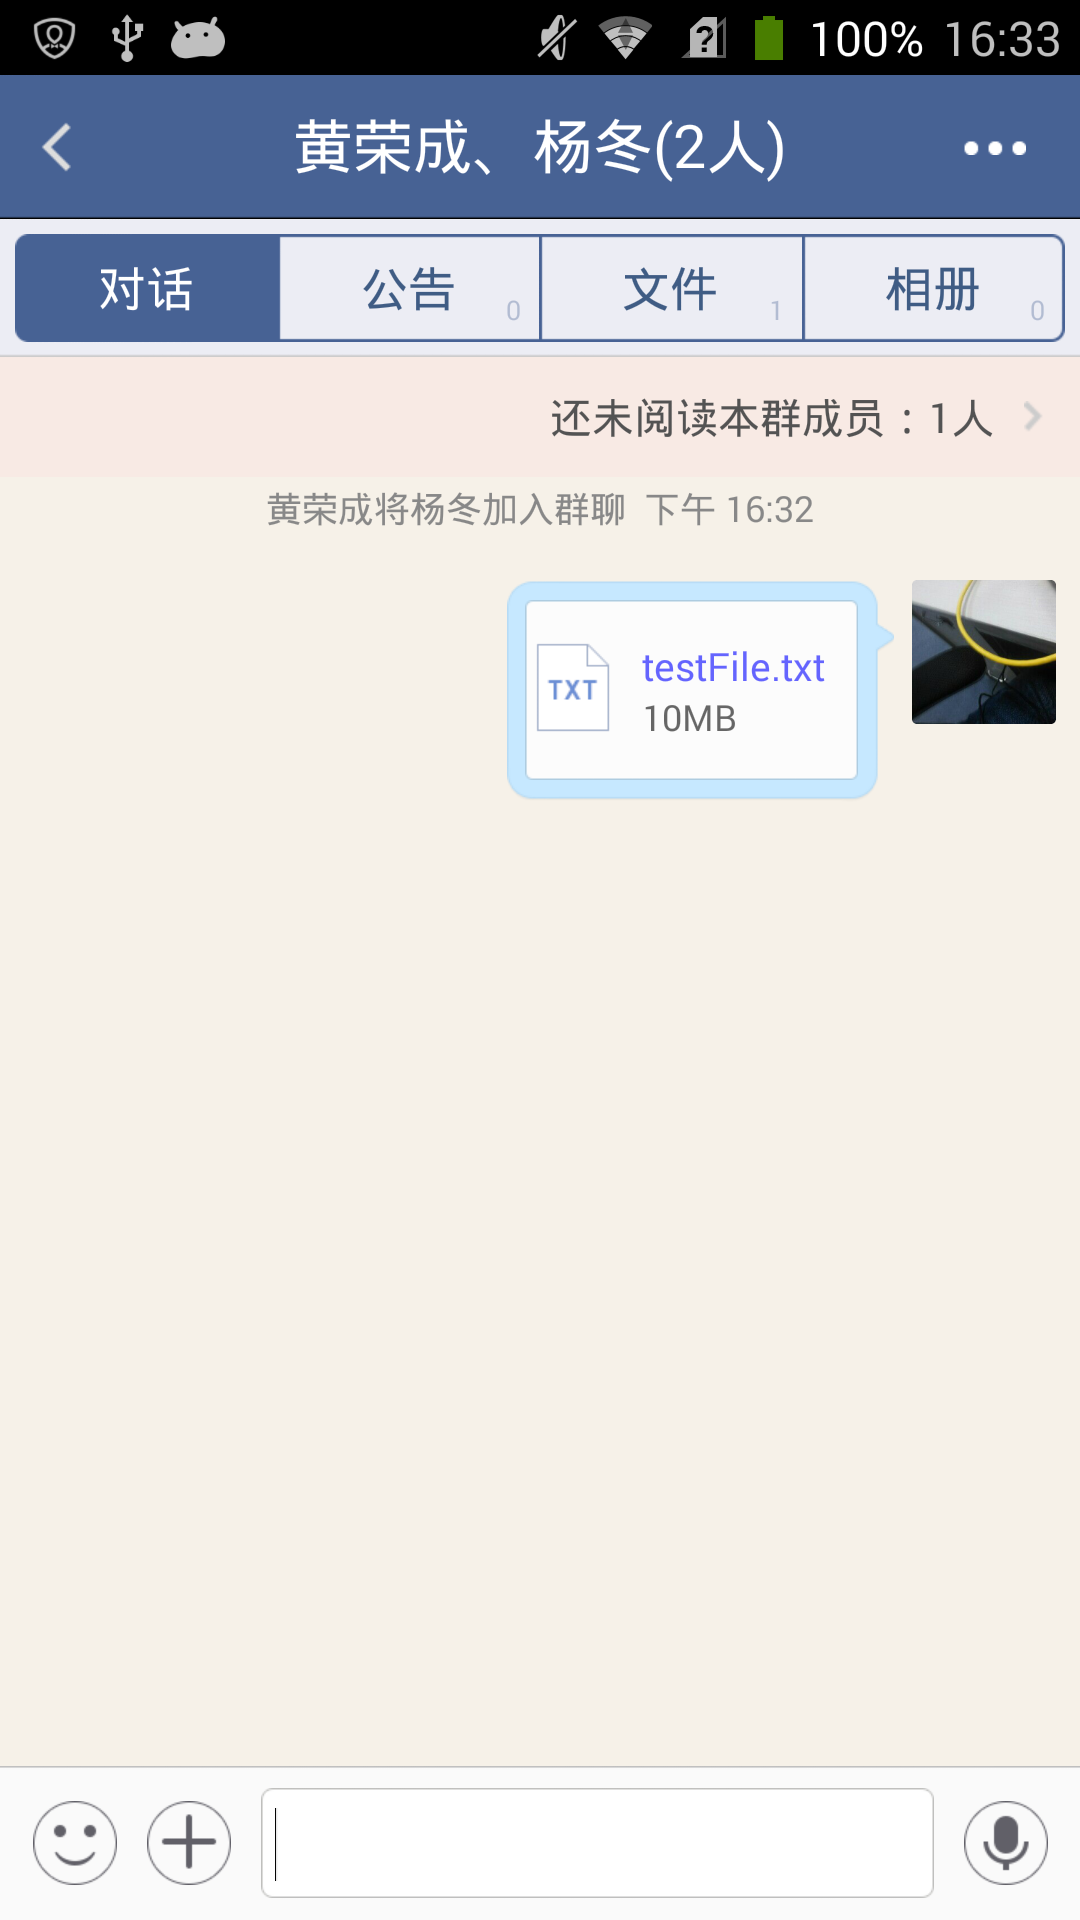 100% 16:33
黄荣成、杨冬(2人)
对话
公告 0
文件 1
相册 0
还未阅读本群成员：1人
黄荣成将杨冬加入群聊 下午 16:32
testFile.txt
TXT
10MB